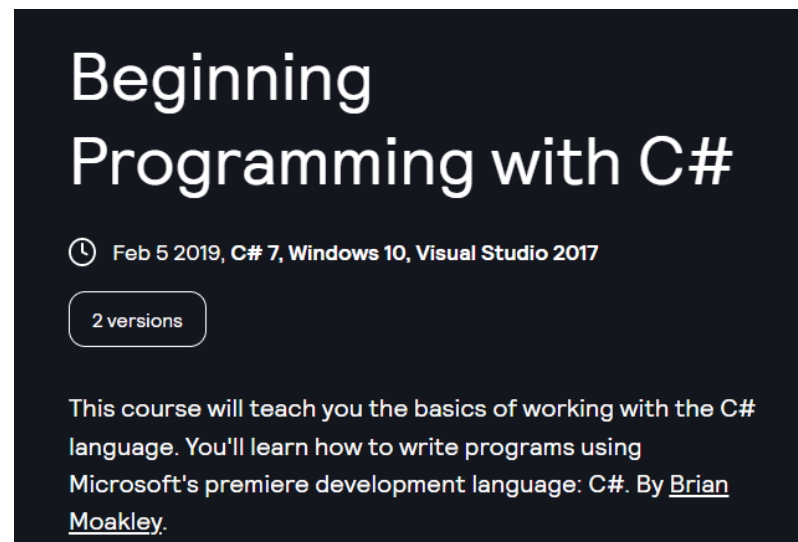 Beginning
Programming with C#
Feb 5 2019, C# 7, Windows 10, Visual Studio 2017
2 versions
This course will teach you the basics of working with the C#
language. You'll learn how to write programs using
Microsoft's premiere development language: C#. By Brian
Moakley.